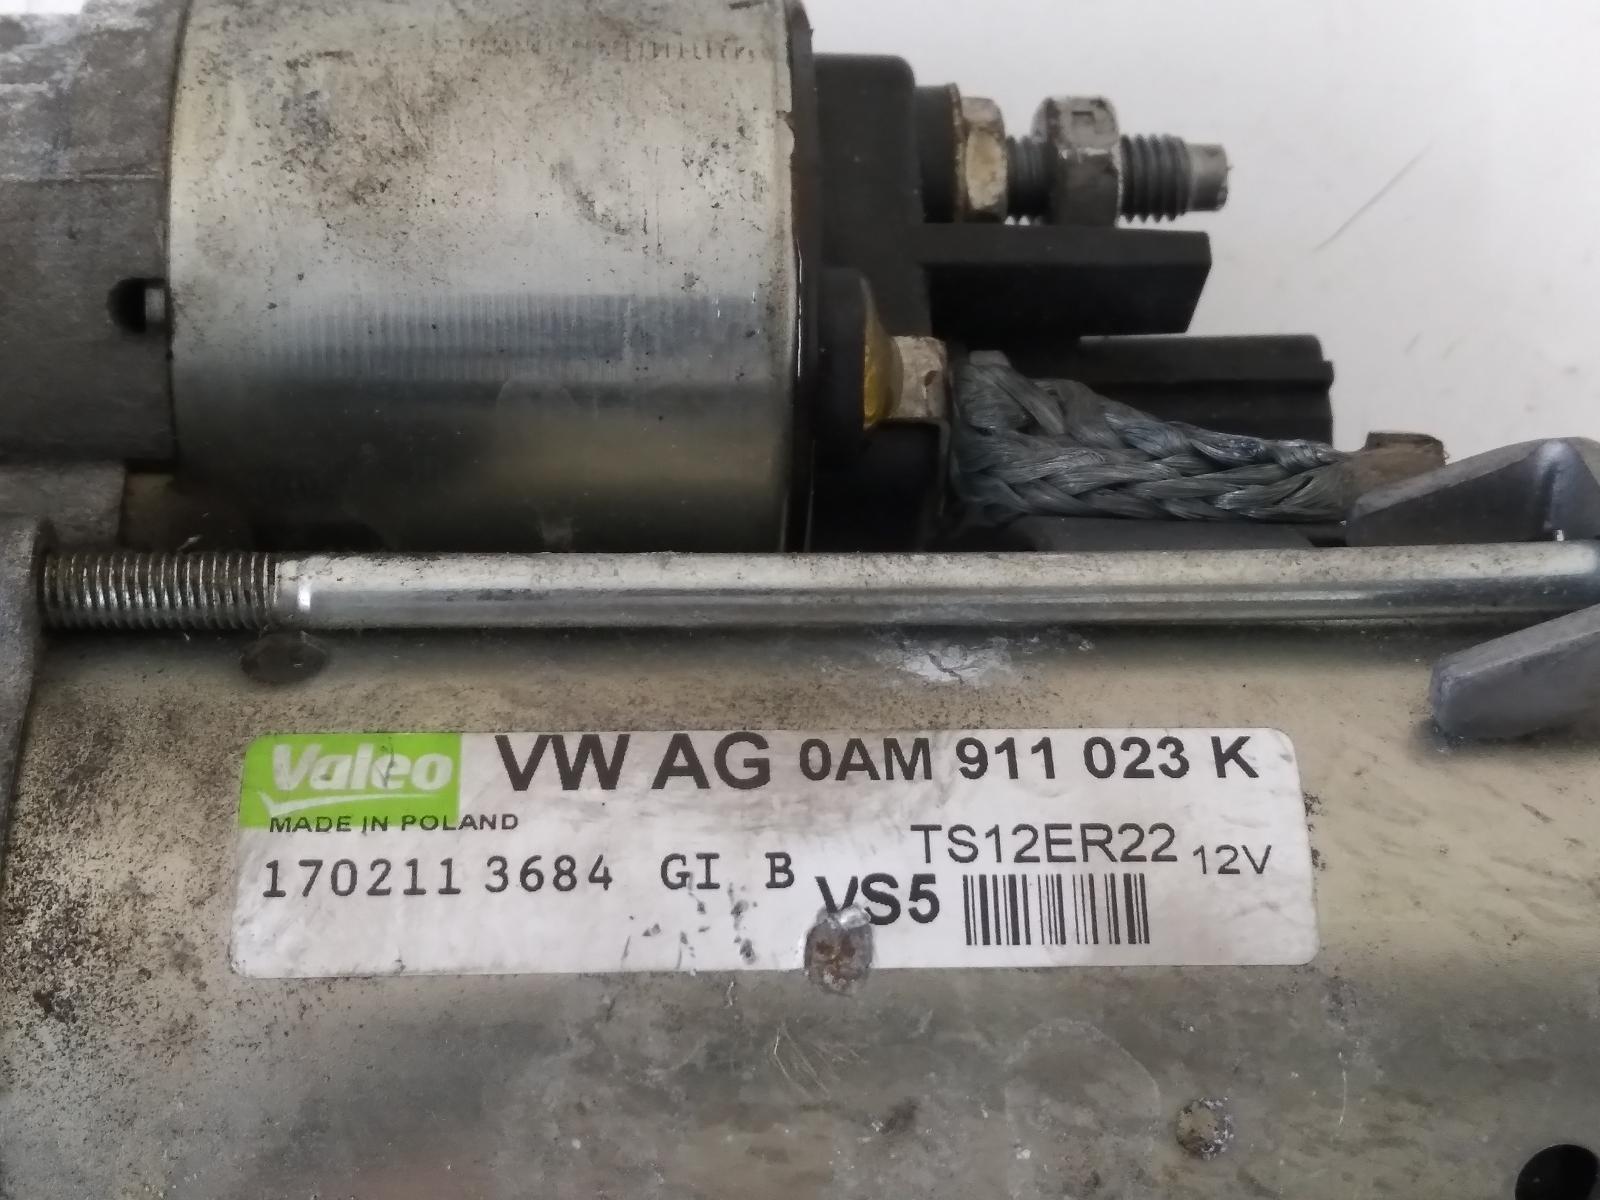 Valeo VW AG 0AM 911 023 K
MADE IN POLAND
TS12ER22 12V
170211 3684 GI B
VS5